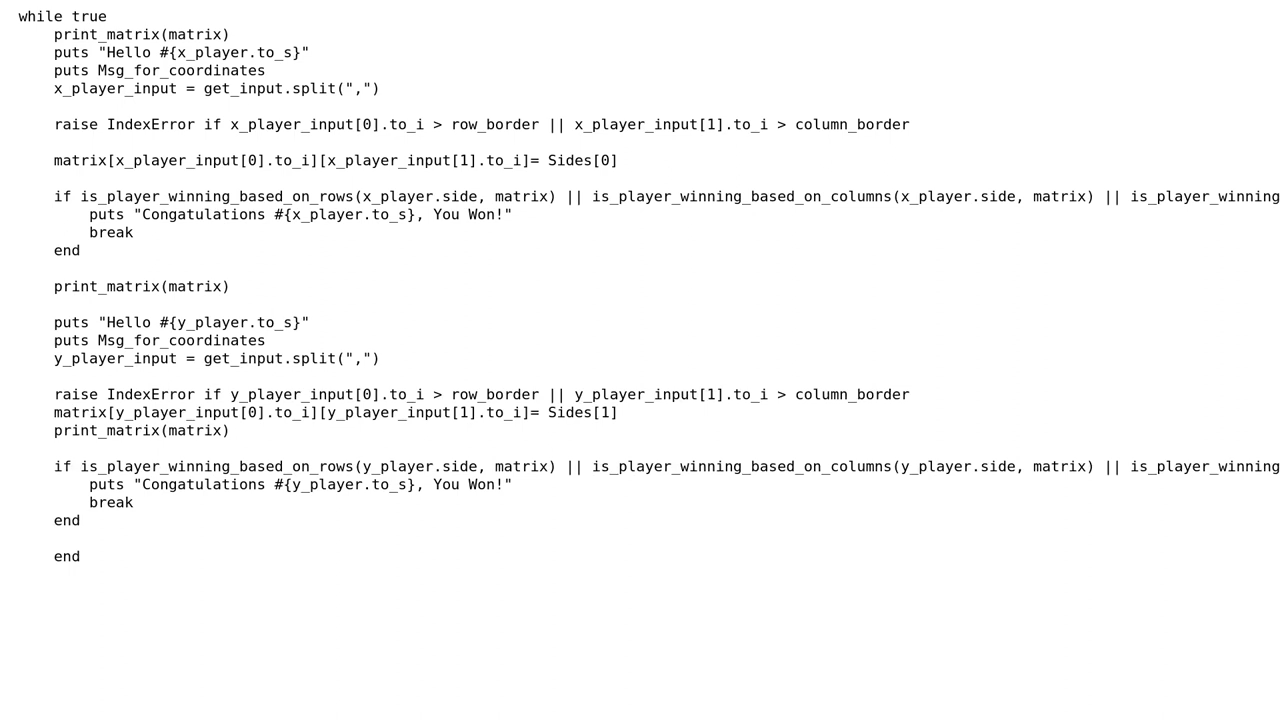 while true
print_matrix(matrix)
puts "Hello #{x_player.to_s}"
puts Msg_for_coordinates
x_player_input = get_input.split(",")
raise IndexError if x_player_input[0].to_i > row_border || x_player_input[1].to_i > column_border
matrix[x_player_input[0].to_i][x_player_input[1].to_i]= Sides[0]
if is_player_winning_based_on_rows(x_player.side, matrix) || is_player_winning_based_on_columns(x_player.side, matrix) || is_player_winning
puts "Congatulations #{x_player.to_s}, You Won!"
break
end
print_matrix(matrix)
puts "Hello #{y_player.to_s}"
puts Msg_for_coordinates
y_player_input = get_input.split(",")
raise IndexError if y_player_input[0].to_i > row_border || y_player_input[1].to_i > column_border
matrix[y_player_input[0].to_i][y_player_input[1].to_i]= Sides[1]
print_matrix(matrix)
if is_player_winning_based_on_rows(y_player.side, matrix) || is_player_winning_based_on_columns(y_player.side, matrix) || is_player_winning
puts "Congatulations #{y_player.to_s}, You Won!"
break
end
end